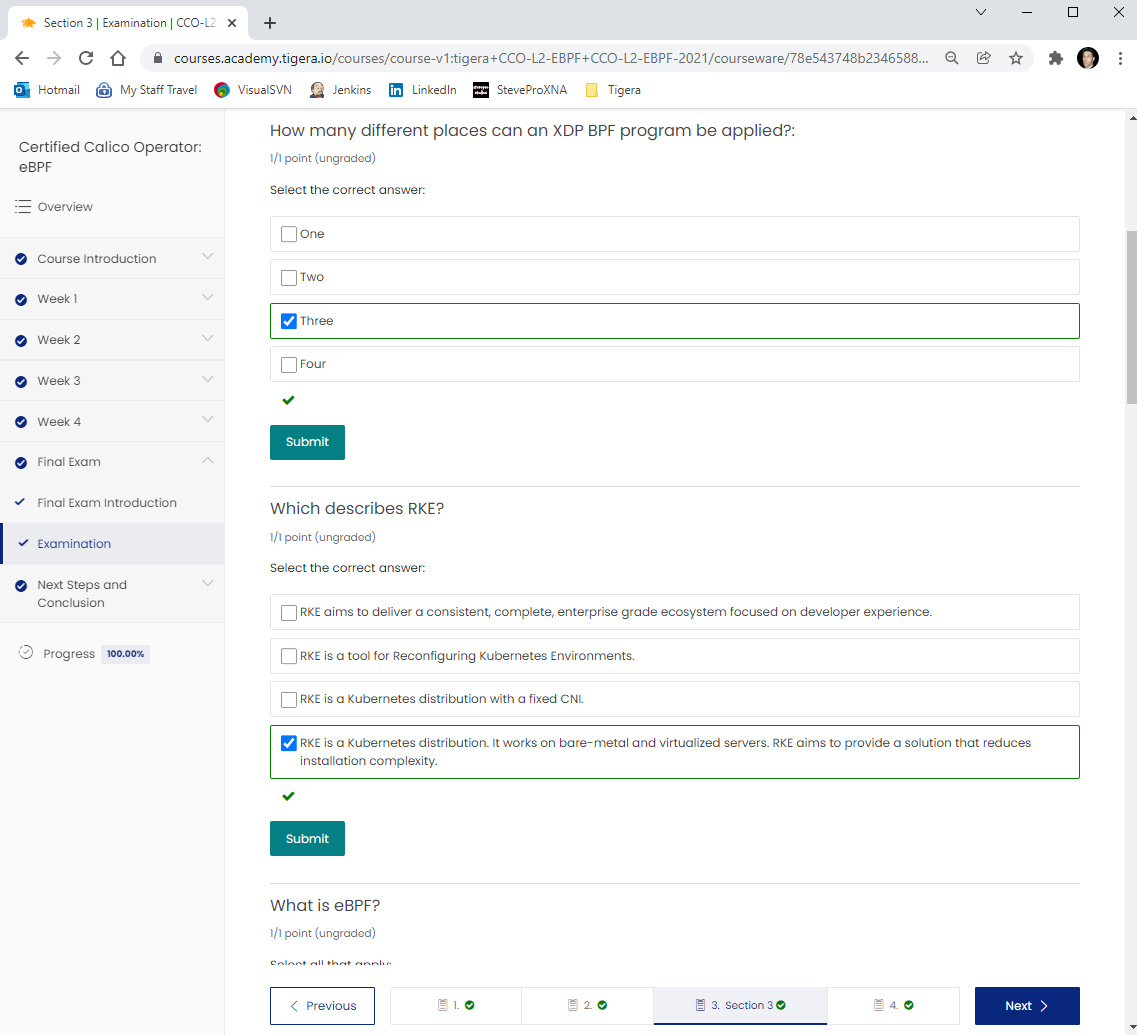 Section 3 | Examination | CCO-L2-
courses.academy.tigera.io/courses/course-v1:tigera+CCO-L2-EBPF+CCO-L2-EBPF-2021/courseware/78e543748b2346588...
Hotmail
My Staff Travel
VisualSVN
Jenkins
LinkedIn
SteveProXNA
Tigera
Certified Calico Operator:
eBPF
Overview
Course Introduction
Week 1
Week 2
Week 3
Week 4
Final Exam
Final Exam Introduction
Examination
Next Steps and
Conclusion
Progress 100.00%
How many different places can an XDP BPF program be applied?:
1/1 point (ungraded)
Select the correct answer:
One
Two
Three
Four
Submit
Which describes RKE?
1/1 point (ungraded)
Select the correct answer:
RKE aims to deliver a consistent, complete, enterprise grade ecosystem focused on developer experience.
RKE is a tool for Reconfiguring Kubernetes Environments.
RKE is a Kubernetes distribution with a fixed CNI.
RKE is a Kubernetes distribution. It works on bare-metal and virtualized servers. RKE aims to provide a solution that reduces
installation complexity.
Submit
What is eBPF?
1/1 point (ungraded)
Select all that apply:
Previous
1.
2.
3. Section 3
4.
Next